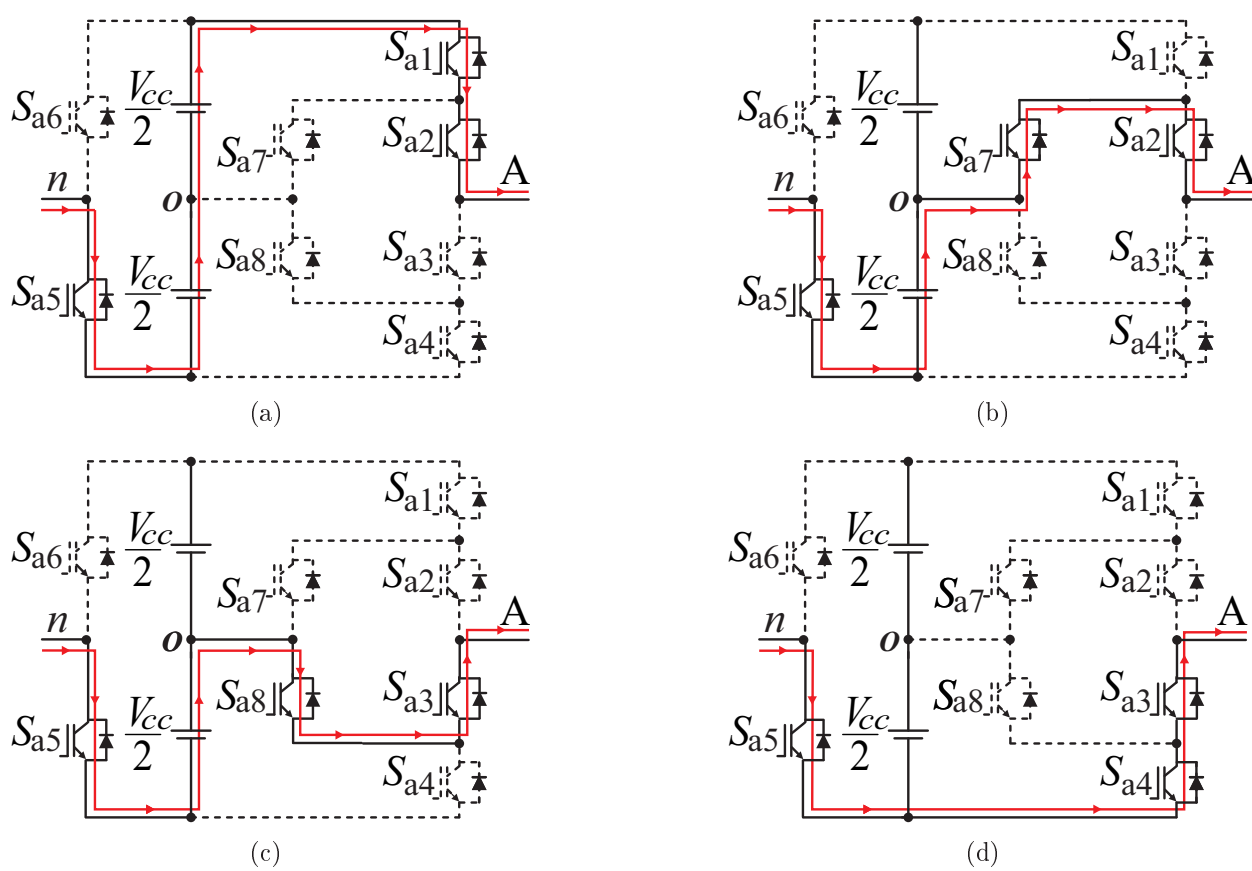 Sa1
Sa6 Vcc/2
Sa7 Sa2
n o A
Sa8 Sa3
Sa5 Vcc/2
Sa4
(a)
Sa1
Sa6 Vcc/2
Sa7 Sa2
n o A
Sa8 Sa3
Sa5 Vcc/2
Sa4
(b)
Sa1
Sa6 Vcc/2
Sa7 Sa2
n o A
Sa8 Sa3
Sa5 Vcc/2
Sa4
(c)
Sa1
Sa6 Vcc/2
Sa7 Sa2
n o A
Sa8 Sa3
Sa5 Vcc/2
Sa4
(d)